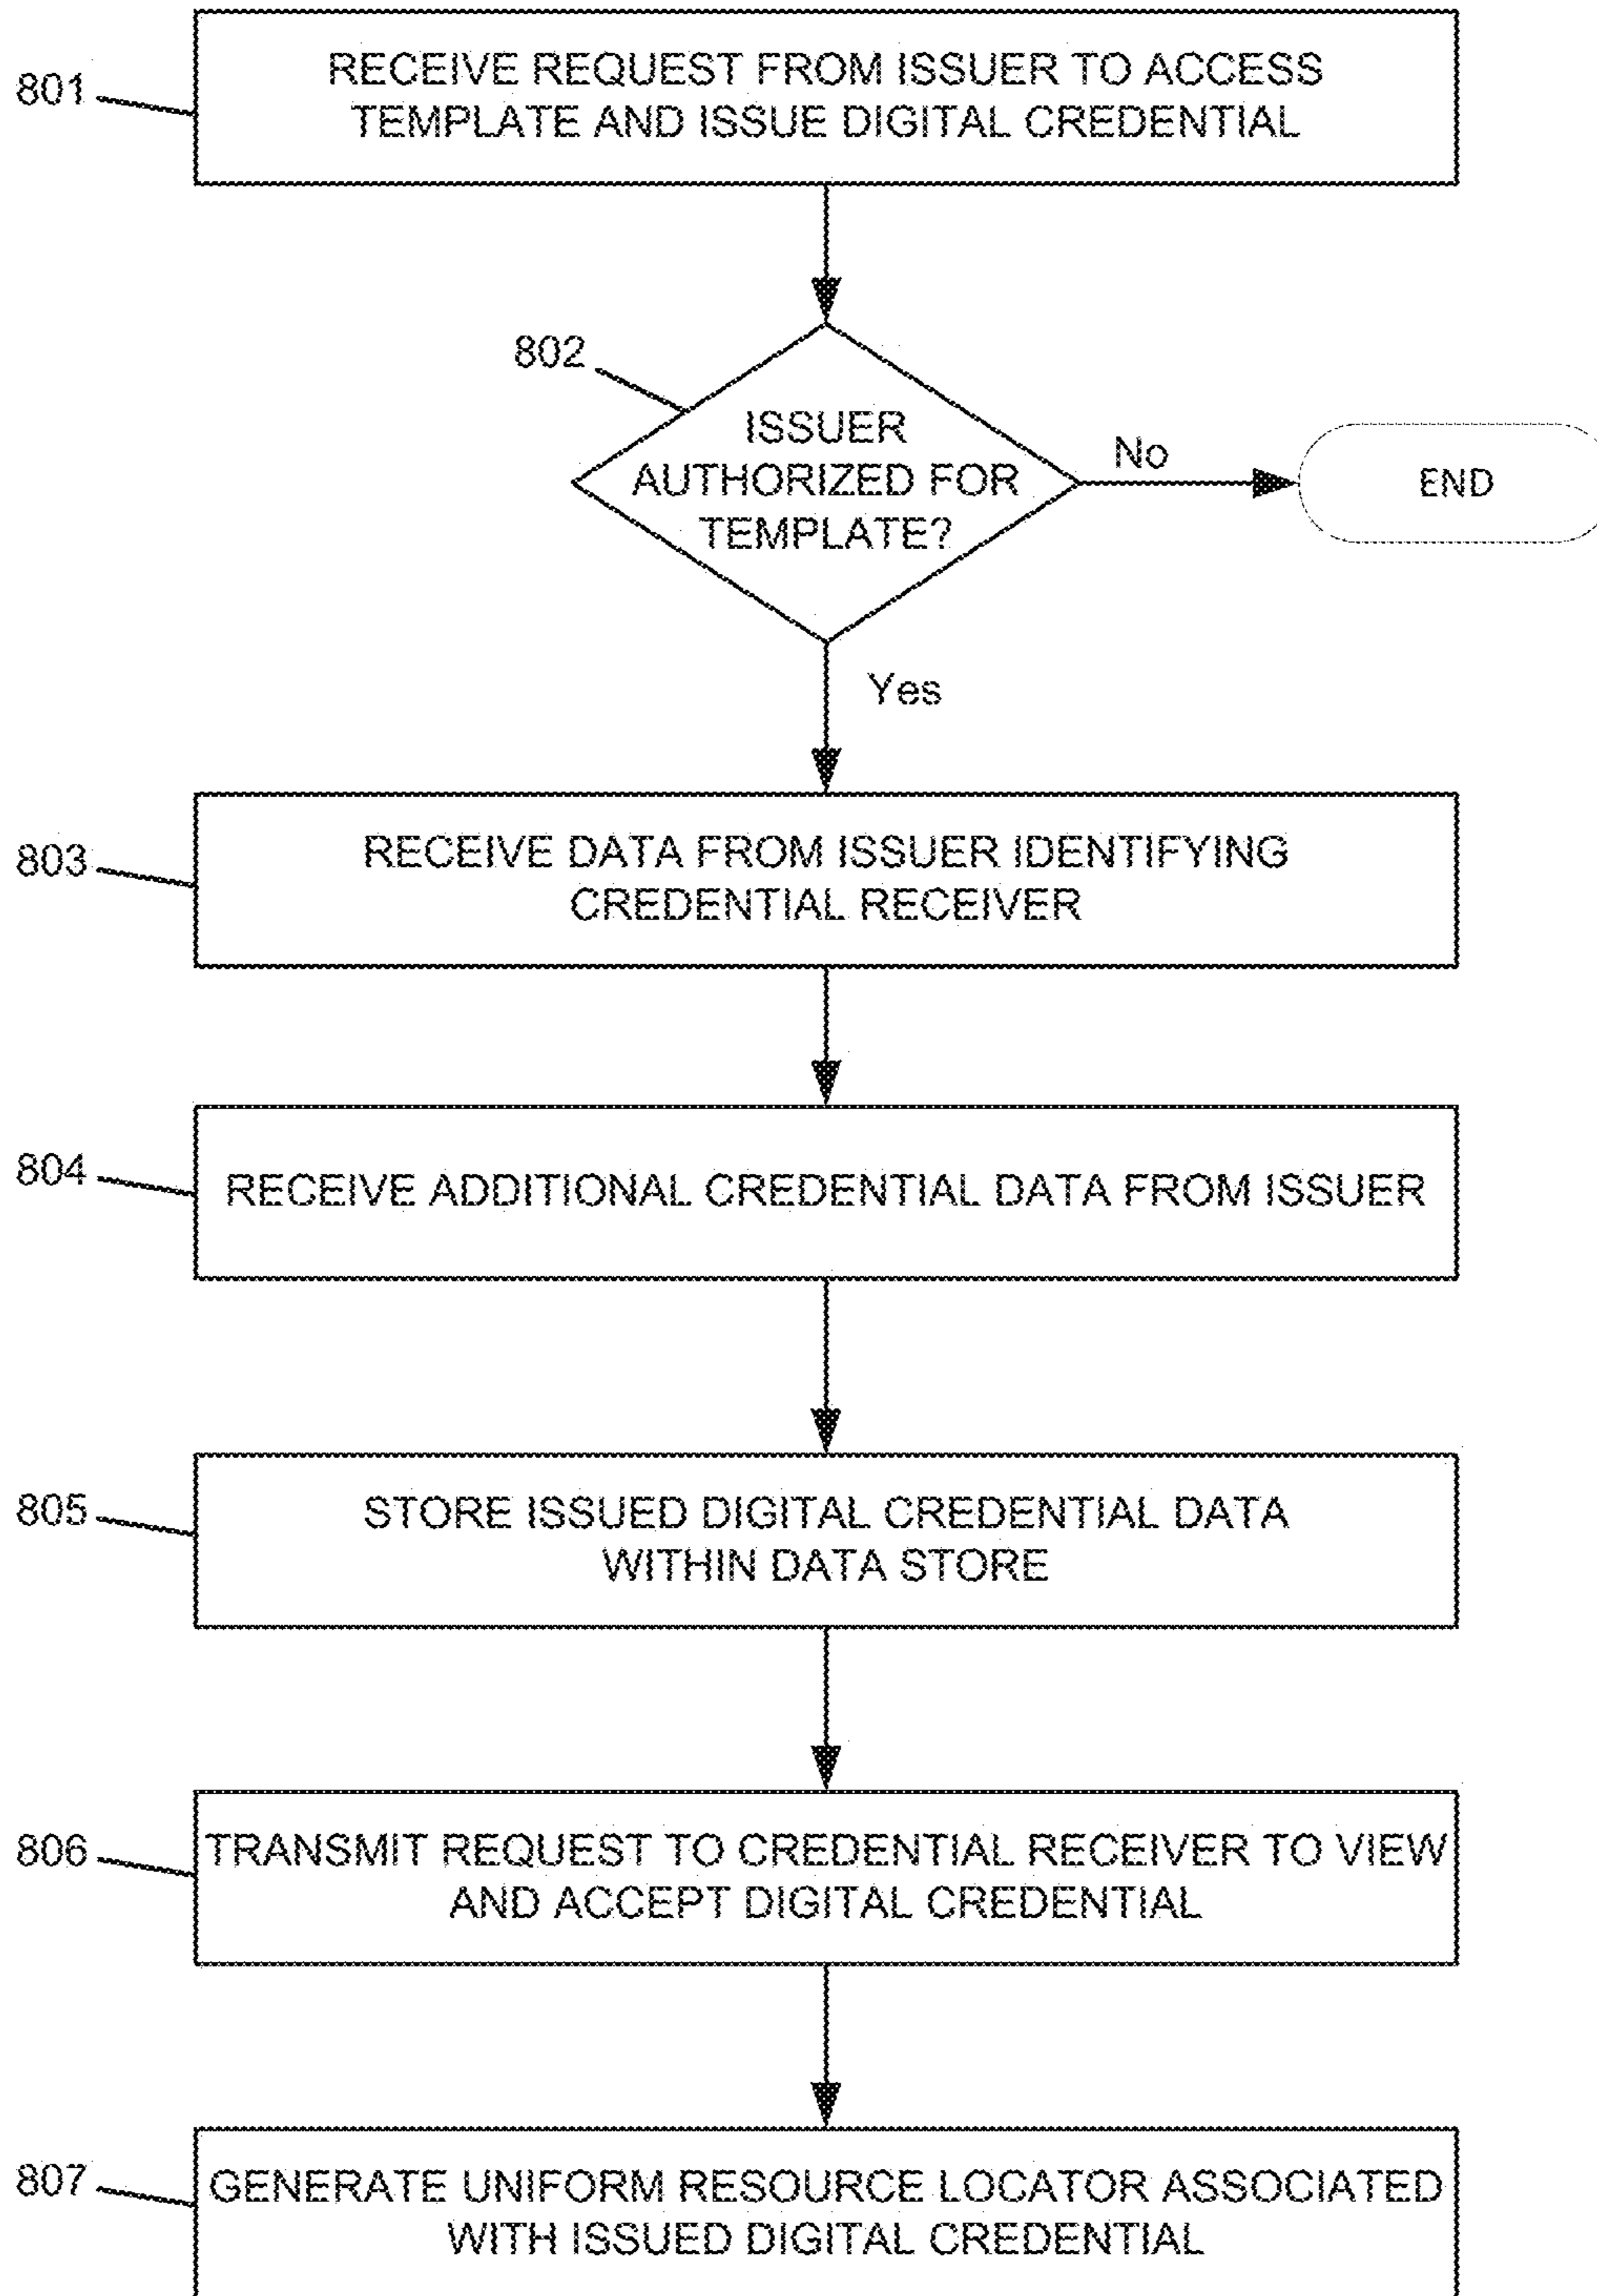 801
RECEIVE REQUEST FROM ISSUER TO ACCESS
TEMPLATE AND ISSUE DIGITAL CREDENTIAL
802
ISSUER
AUTHORIZED FOR
TEMPLATE?
No
END
Yes
803
RECEIVE DATA FROM ISSUER IDENTIFYING
CREDENTIAL RECEIVER
804
RECEIVE ADDITIONAL CREDENTIAL DATA FROM ISSUER
805
STORE ISSUED DIGITAL CREDENTIAL DATA
WITHIN DATA STORE
806
TRANSMIT REQUEST TO CREDENTIAL RECEIVER TO VIEW
AND ACCEPT DIGITAL CREDENTIAL
807
GENERATE UNIFORM RESOURCE LOCATOR ASSOCIATED
WITH ISSUED DIGITAL CREDENTIAL